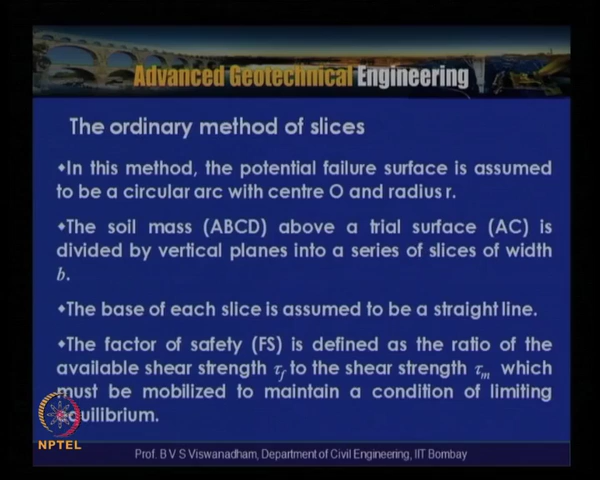 Advanced Geotechnical Engineering
The ordinary method of slices
•In this method, the potential failure surface is assumed
to be a circular arc with centre O and radius r.
•The soil mass (ABCD) above a trial surface (AC) is
divided by vertical planes into a series of slices of width
b.
•The base of each slice is assumed to be a straight line.
•The factor of safety (FS) is defined as the ratio of the
available shear strength τf to the shear strength τm which
must be mobilized to maintain a condition of limiting
equilibrium.
NPTEL
Prof. B V S Viswanadham, Department of Civil Engineering, IIT Bombay